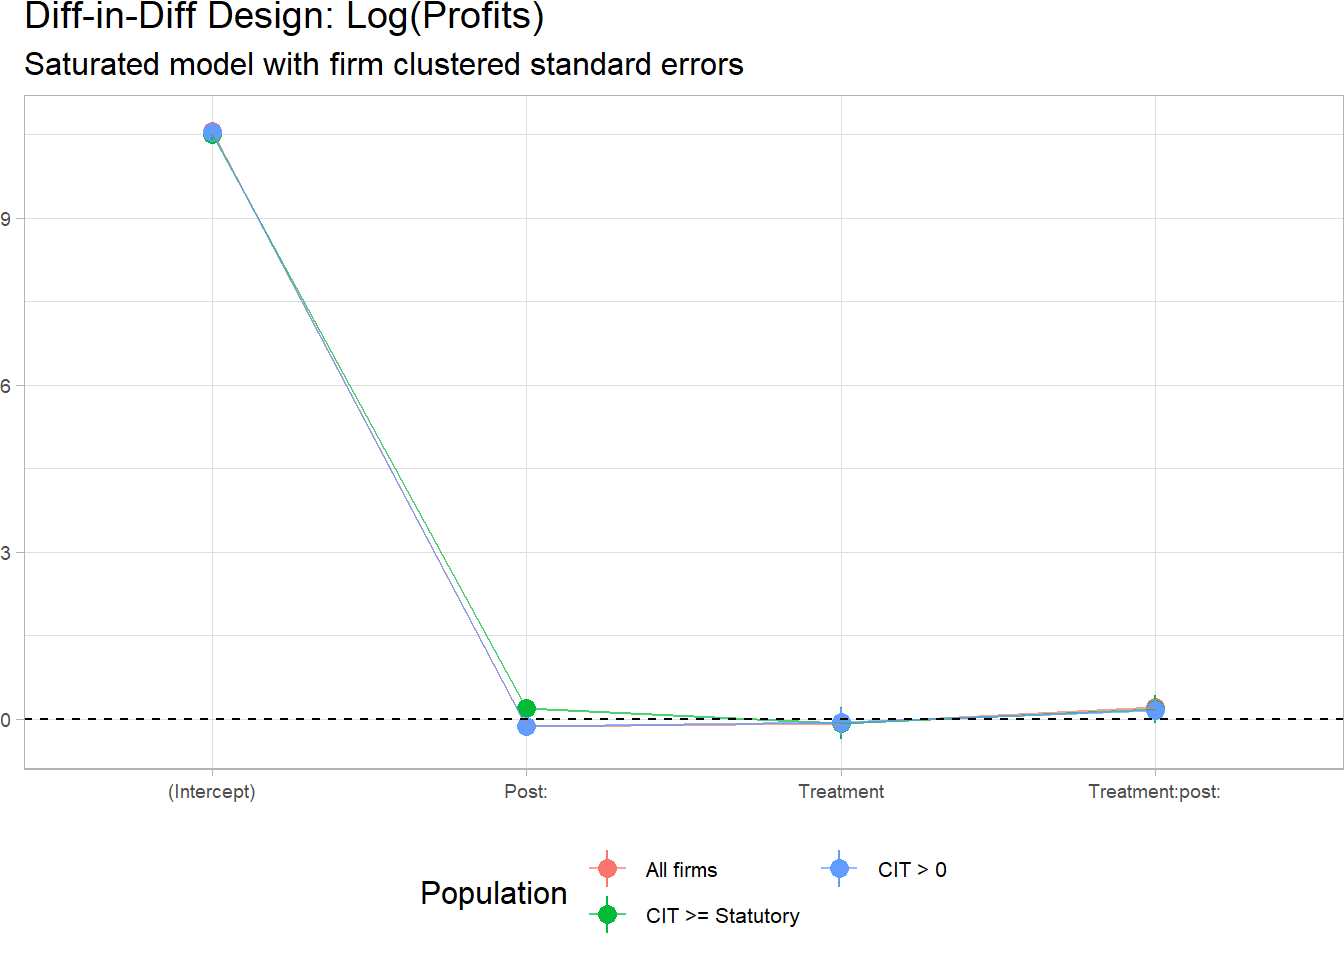 Diff-in-Diff Design: Log(Profits)
Saturated model with firm clustered standard errors
9
6
3
0
(Intercept) Post: Treatment Treatment:post:
Population
All firms
CIT >= Statutory
CIT > 0